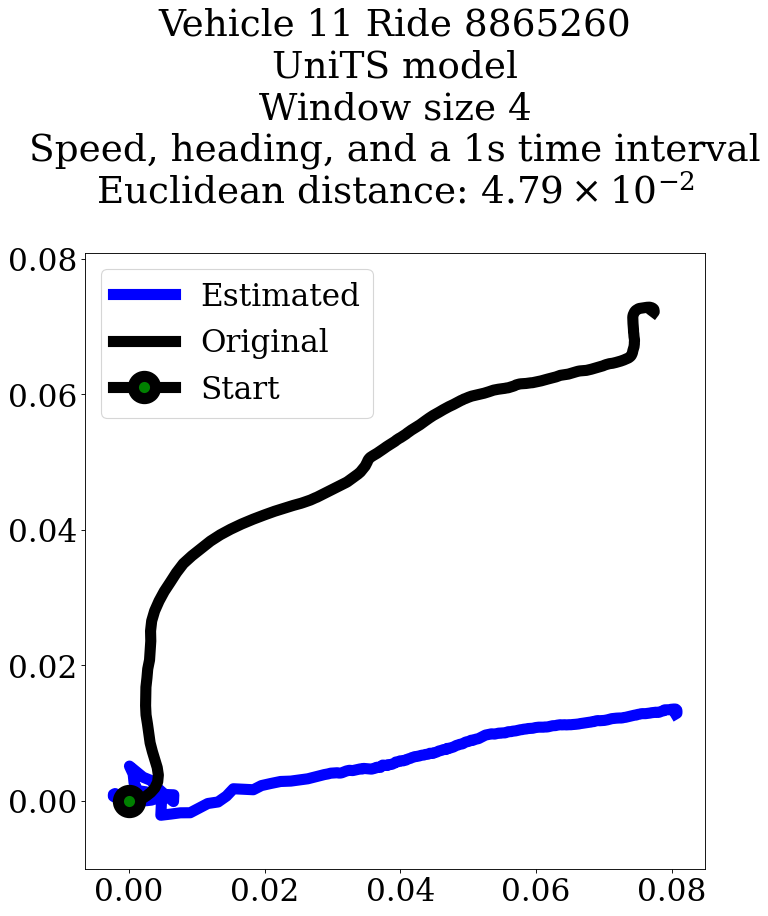 Vehicle 11 Ride 8865260
UniTS model
Window size 4
Speed, heading, and a 1s time interval
Euclidean distance: 4.79 × 10⁻²
0.08
Estimated
Original
Start
0.06
0.04
0.02
0.00
0.00 0.02 0.04 0.06 0.08